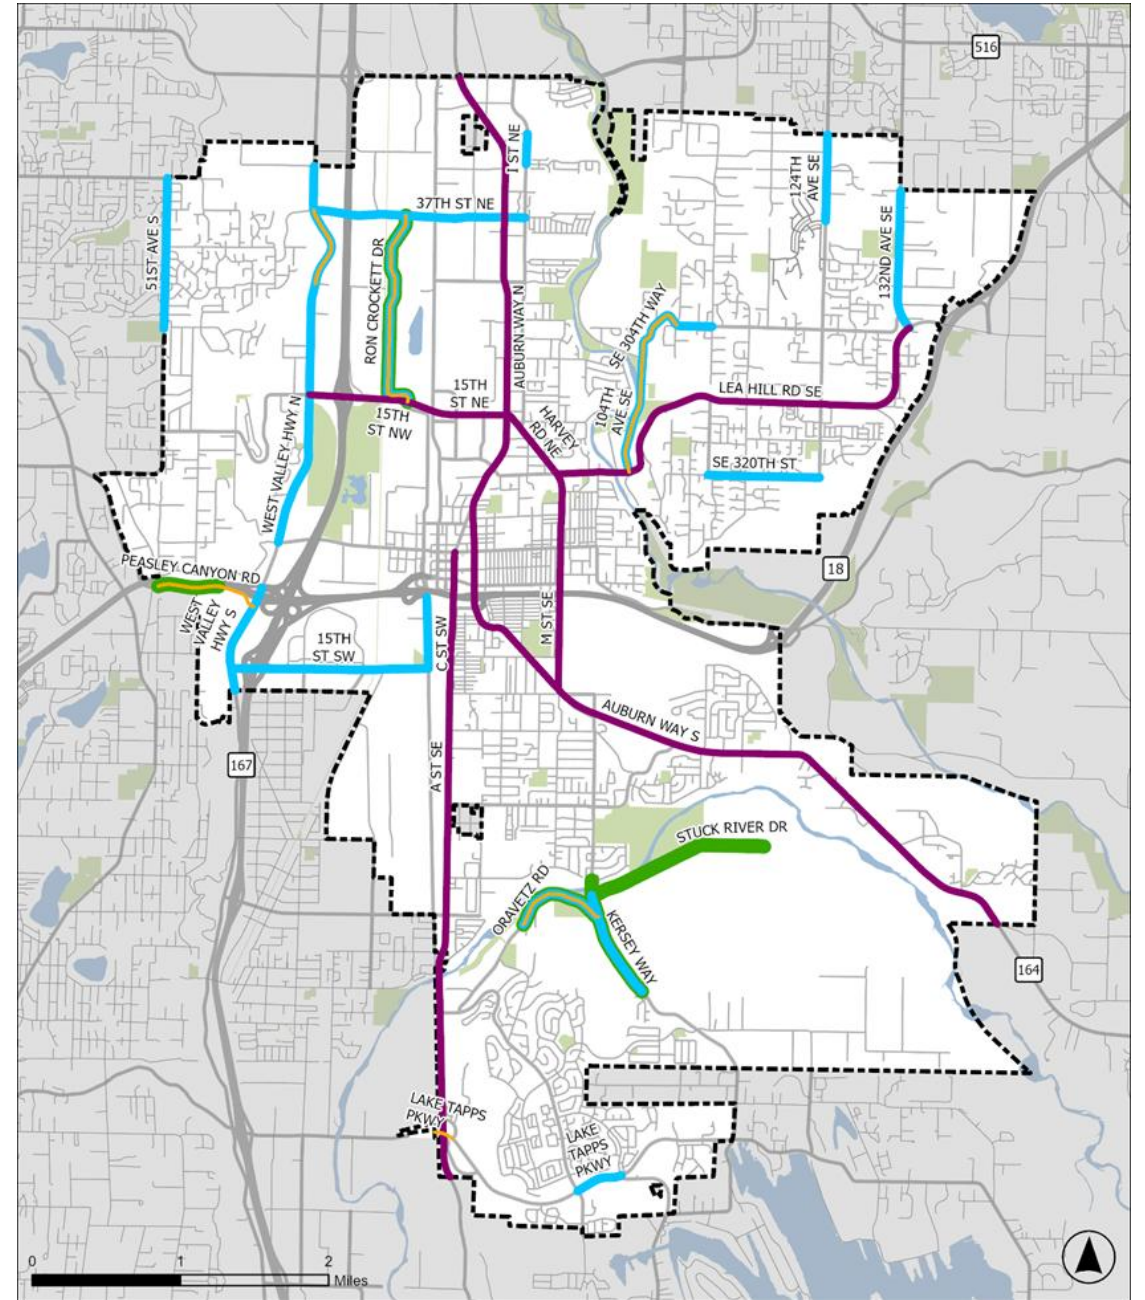 516
I ST NE
124TH
AVE SE
37TH ST NE
51ST AVE S
132ND AVE SE
RON CROCKETT DR
AUBURN WAY N
SE 304TH WAY
15TH
ST NE
LEA HILL RD SE
104TH
AVE SE
15TH
ST NW
HARVEY
RD NE
WEST VALLEY HWY N
SE 320TH ST
PEASLEY CANYON RD
18
WEST
VALLEY
HWY S
15TH
ST SW
C ST SW
M ST SE
AUBURN WAY S
167
A ST SE
STUCK RIVER DR
ORAVETZ RD
KERSEY WAY
164
LAKE TAPPS
PKWY
LAKE
TAPPS
PKWY
0 1 2
Miles